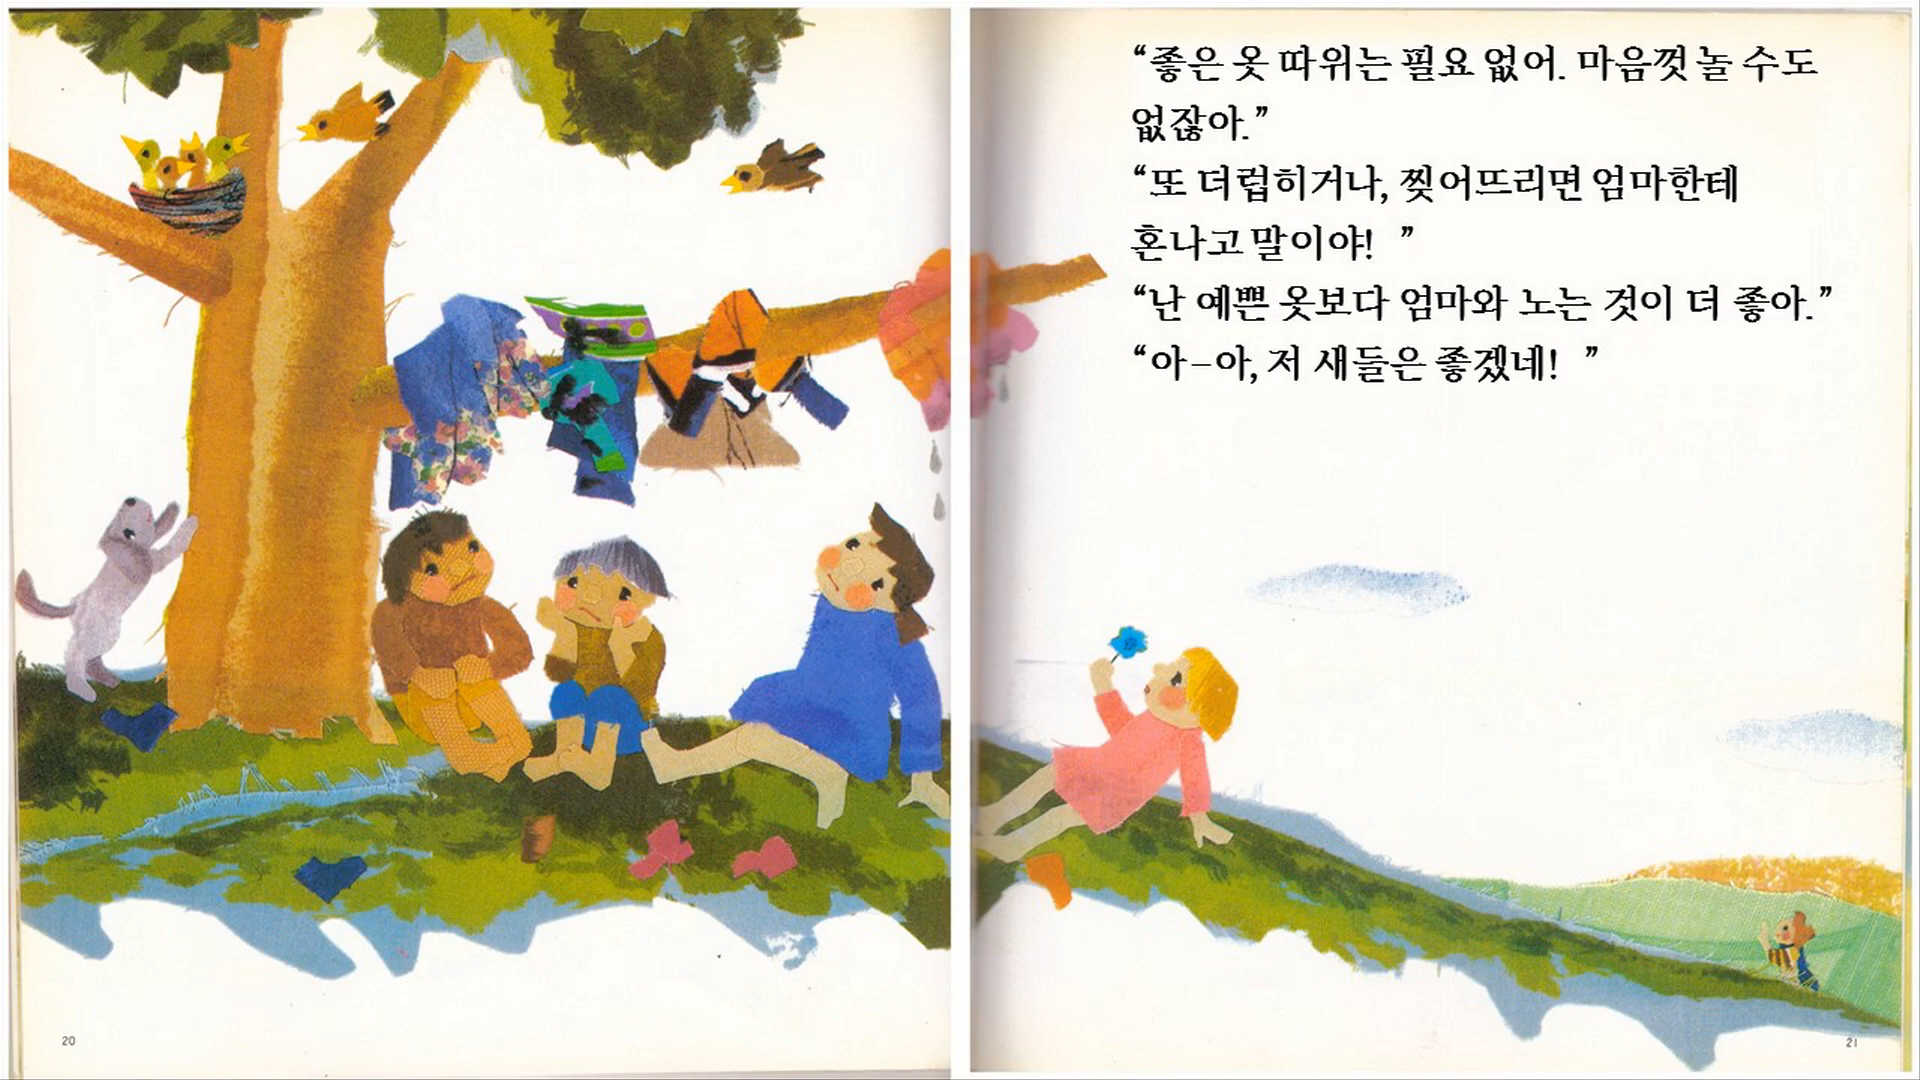 “좋은 옷 따위는 필요 없어. 마음껏 놀 수도
없잖아.”
“또 더럽히거나, 찢어뜨리면 엄마한테
혼나고 말이야! ”
“난 예쁜 옷보다 엄마와 노는 것이 더 좋아.”
“아-아, 저 새들은 좋겠네! ”
20
21